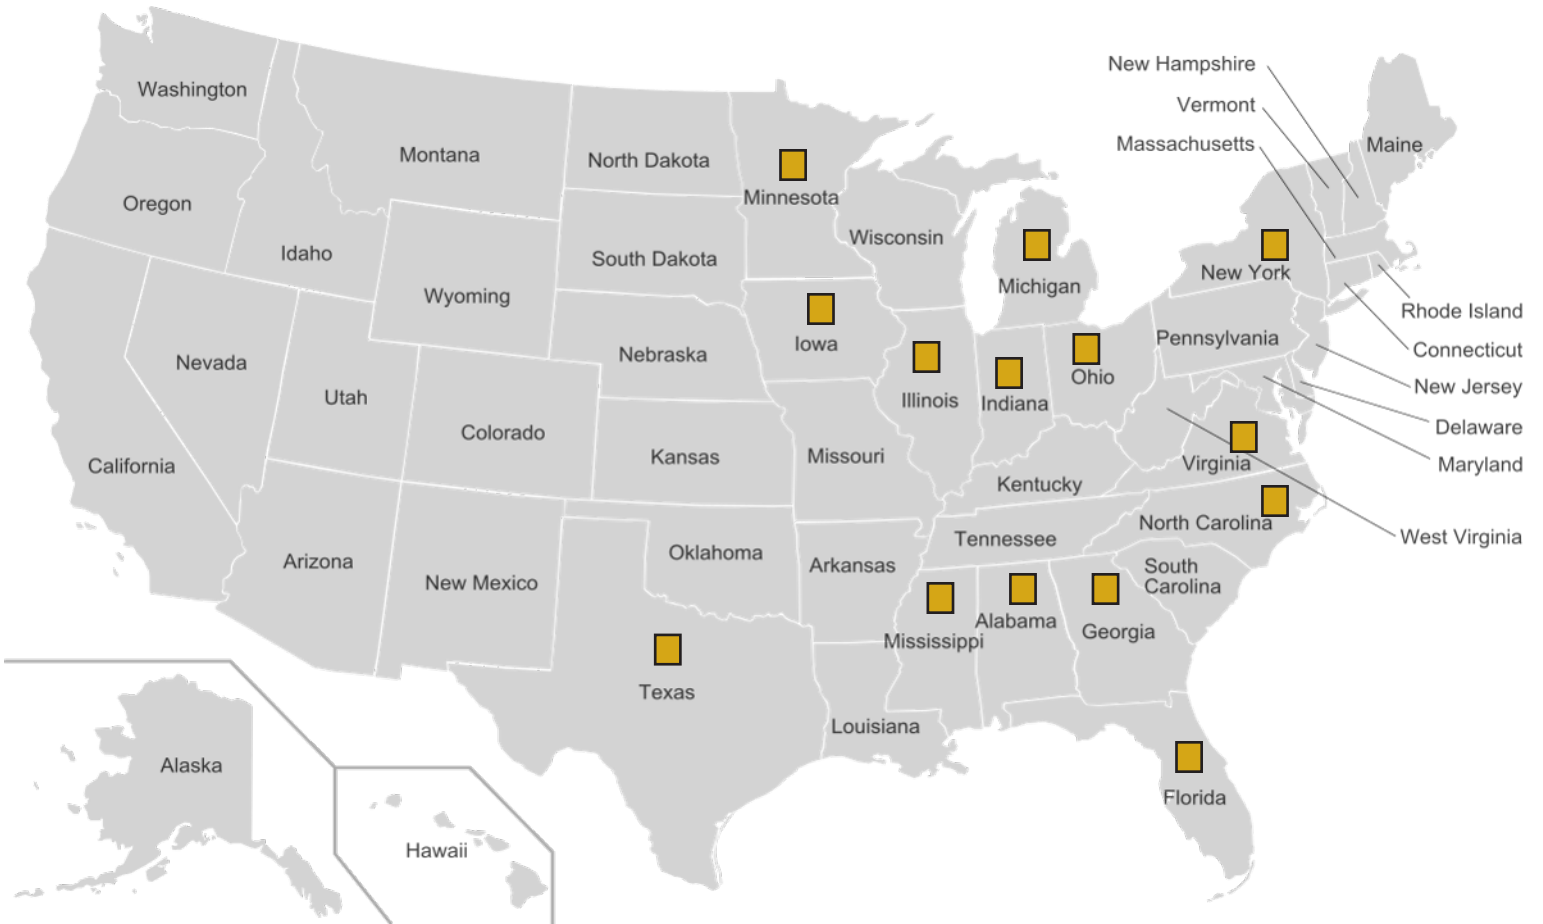 New Hampshire
Washington
Vermont
Massachusetts
Maine
Montana
North Dakota
Minnesota
Oregon
Wisconsin
Idaho
South Dakota
New York
Michigan
Wyoming
Rhode Island
Pennsylvania
Iowa
Connecticut
Nevada
Nebraska
Ohio
New Jersey
Utah
Illinois
Indiana
Delaware
Colorado
California
Kansas
Missouri
Virginia
Maryland
Kentucky
North Carolina
West Virginia
Tennessee
Oklahoma
Arizona
Arkansas
South
Carolina
New Mexico
Alabama
Georgia
Mississippi
Texas
Louisiana
Alaska
Florida
Hawaii